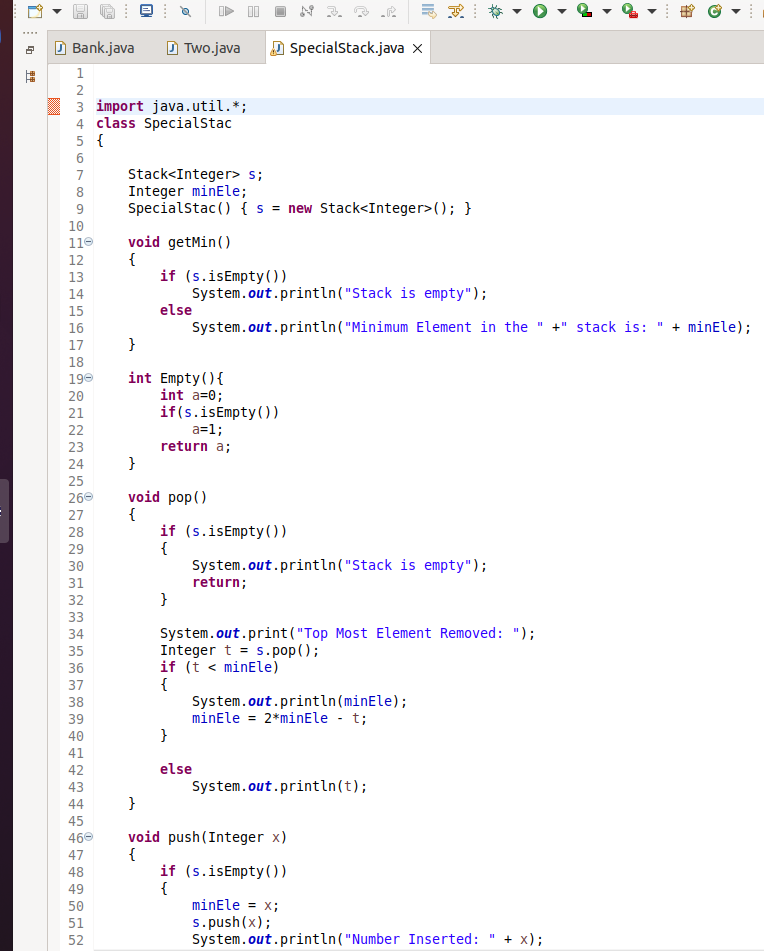 Bank.java Two.java SpecialStack.java
1
2
3 import java.util.*;
4 class SpecialStac
5 {
6
7 Stack<Integer> s;
8 Integer minEle;
9 SpecialStac() { s = new Stack<Integer>(); }
10
11 void getMin()
12 {
13 if (s.isEmpty())
14 System.out.println("Stack is empty");
15 else
16 System.out.println("Minimum Element in the " +" stack is: " + minEle);
17 }
18
19 int Empty(){
20 int a=0;
21 if(s.isEmpty())
22 a=1;
23 return a;
24 }
25
26 void pop()
27 {
28 if (s.isEmpty())
29 {
30 System.out.println("Stack is empty");
31 return;
32 }
33
34 System.out.print("Top Most Element Removed: ");
35 Integer t = s.pop();
36 if (t < minEle)
37 {
38 System.out.println(minEle);
39 minEle = 2*minEle - t;
40 }
41
42 else
43 System.out.println(t);
44 }
45
46 void push(Integer x)
47 {
48 if (s.isEmpty())
49 {
50 minEle = x;
51 s.push(x);
52 System.out.println("Number Inserted: " + x);